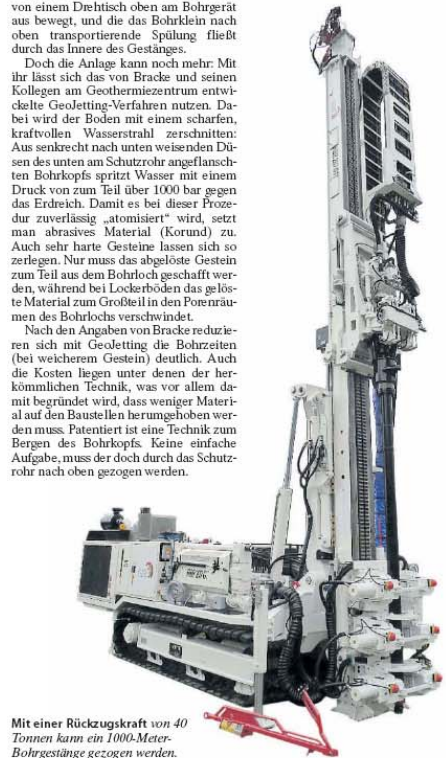 von einem Drehtisch oben am Bohrgerät
aus bewegt, und die das Bohrklein nach
oben transportierende Spülung fließt
durch das Innere des Gestänges.
Doch die Anlage kann noch mehr: Mit
ihr lässt sich das von Bracke und seinen
Kollegen am Geothermiezentrum entwi-
ckelte GeoJetting-Verfahren nutzen. Da-
bei wird der Boden mit einem scharfen,
kraftvollen Wasserstrahl zerschnitten:
Aus senkrecht nach unten weisenden Dü-
sen des unten am Schutzrohr angeflansch-
ten Bohrkopfs spritzt Wasser mit einem
Druck von zum Teil über 1000 bar gegen
das Erdreich. Damit es bei dieser Proze-
dur zuverlässig „atomisiert“ wird, setzt
man abrasives Material (Korund) zu.
Auch sehr harte Gesteine lassen sich so
zerlegen. Nur muss das abgelöste Gestein
zum Teil aus dem Bohrloch geschafft wer-
den, während bei Lockerböden das gelös-
te Material zum Großteil in den Porenräu-
men des Bohrlochs verschwindet.
Nach den Angaben von Bracke reduzie-
ren sich mit GeoJetting die Bohrzeiten
(bei weicherem Gestein) deutlich. Auch
die Kosten liegen unter denen der her-
kömmlichen Technik, was vor allem da-
mit begründet wird, dass weniger Materi-
al auf den Baustellen herumgehoben wer-
den muss. Patentiert ist eine Technik zum
Bergen des Bohrkopfs. Keine einfache
Aufgabe, muss der doch durch das Schutz-
rohr nach oben gezogen werden.
Mit einer Rückzugskraft von 40
Tonnen kann ein 1000-Meter-
Bohrgestänge gezogen werden.